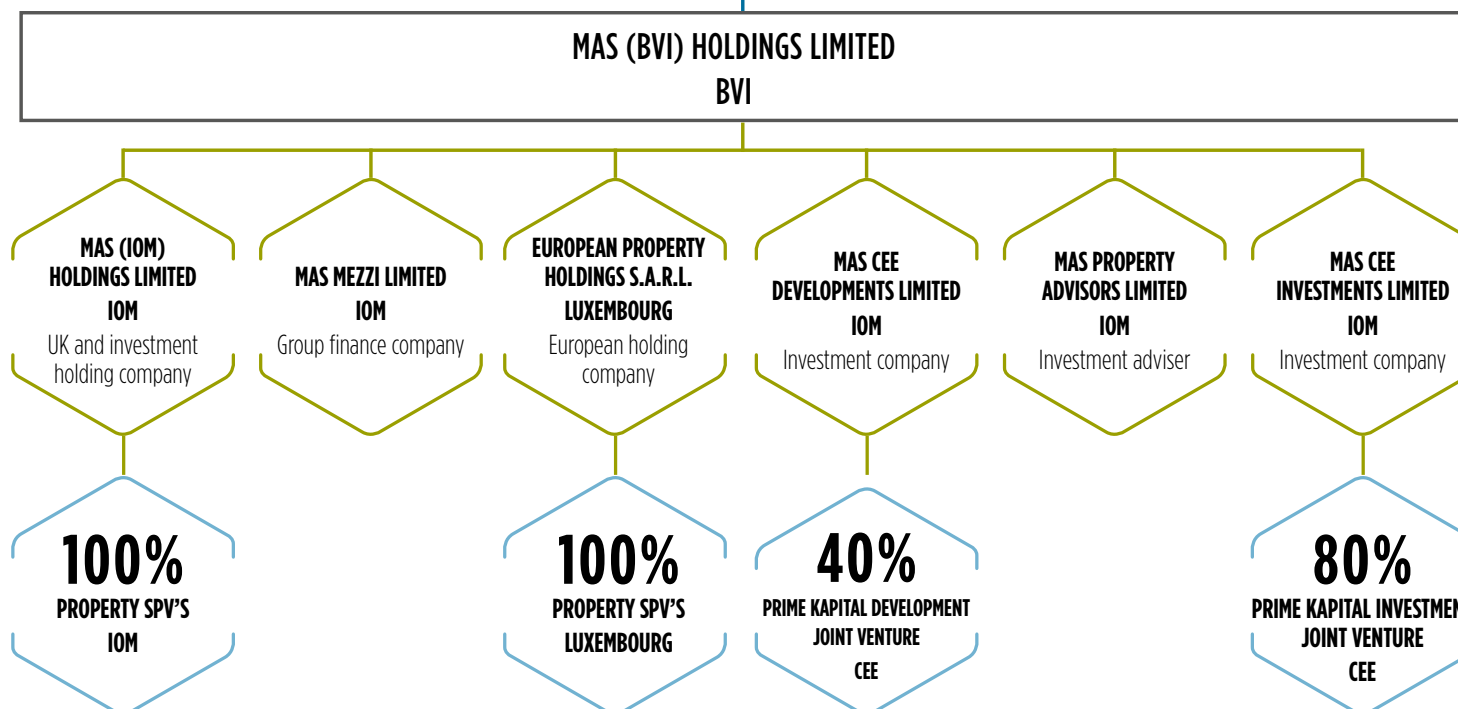 MAS (BVI) HOLDINGS LIMITED
BVI
MAS (IOM)
HOLDINGS LIMITED
IOM
UK and investment
holding company
MAS MEZZI LIMITED
IOM
Group finance company
EUROPEAN PROPERTY
HOLDINGS S.A.R.L.
LUXEMBOURG
European holding
company
MAS CEE
DEVELOPMENTS LIMITED
IOM
Investment company
MAS PROPERTY
ADVISORS LIMITED
IOM
Investment adviser
MAS CEE
INVESTMENTS LIMITED
IOM
Investment company
100%
PROPERTY SPV'S
IOM
100%
PROPERTY SPV'S
LUXEMBOURG
40%
PRIME KAPITAL DEVELOPMENT
JOINT VENTURE
CEE
80%
PRIME KAPITAL
JOINT VENTURE
CEE